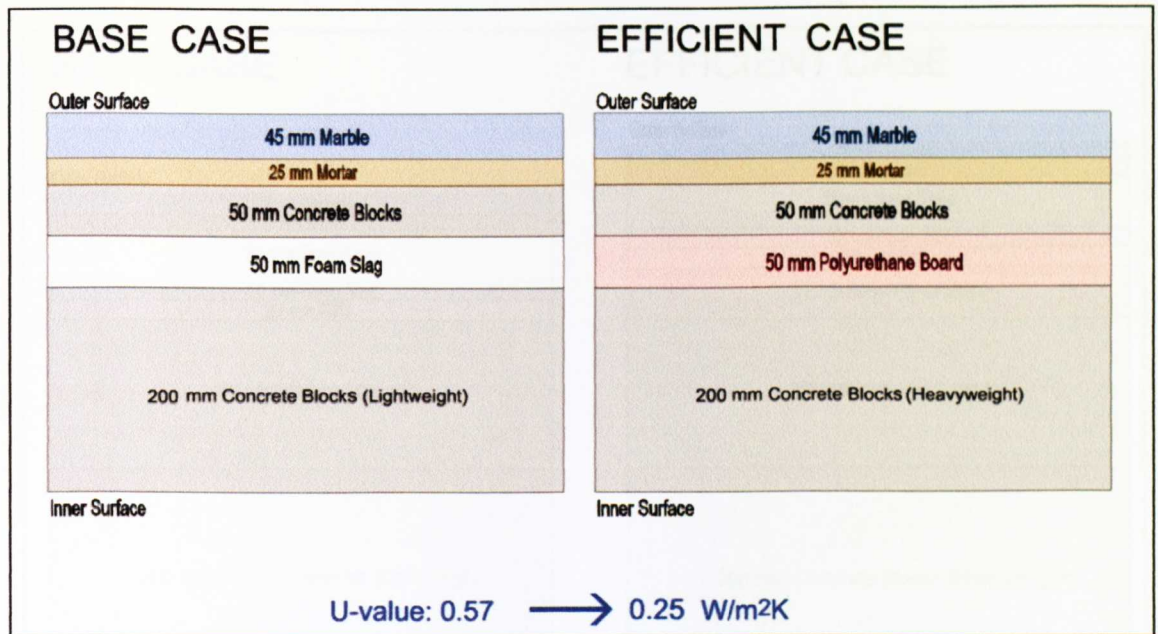 BASE CASE
Outer Surface
45 mm Marble
25 mm Mortar
50 mm Concrete Blocks
50 mm Foam Slag
200 mm Concrete Blocks (Lightweight)
Inner Surface
EFFICIENT CASE
Outer Surface
45 mm Marble
25 mm Mortar
50 mm Concrete Blocks
50 mm Polyurethane Board
200 mm Concrete Blocks (Heavyweight)
Inner Surface
U-value: 0.57 → 0.25 W/m2K